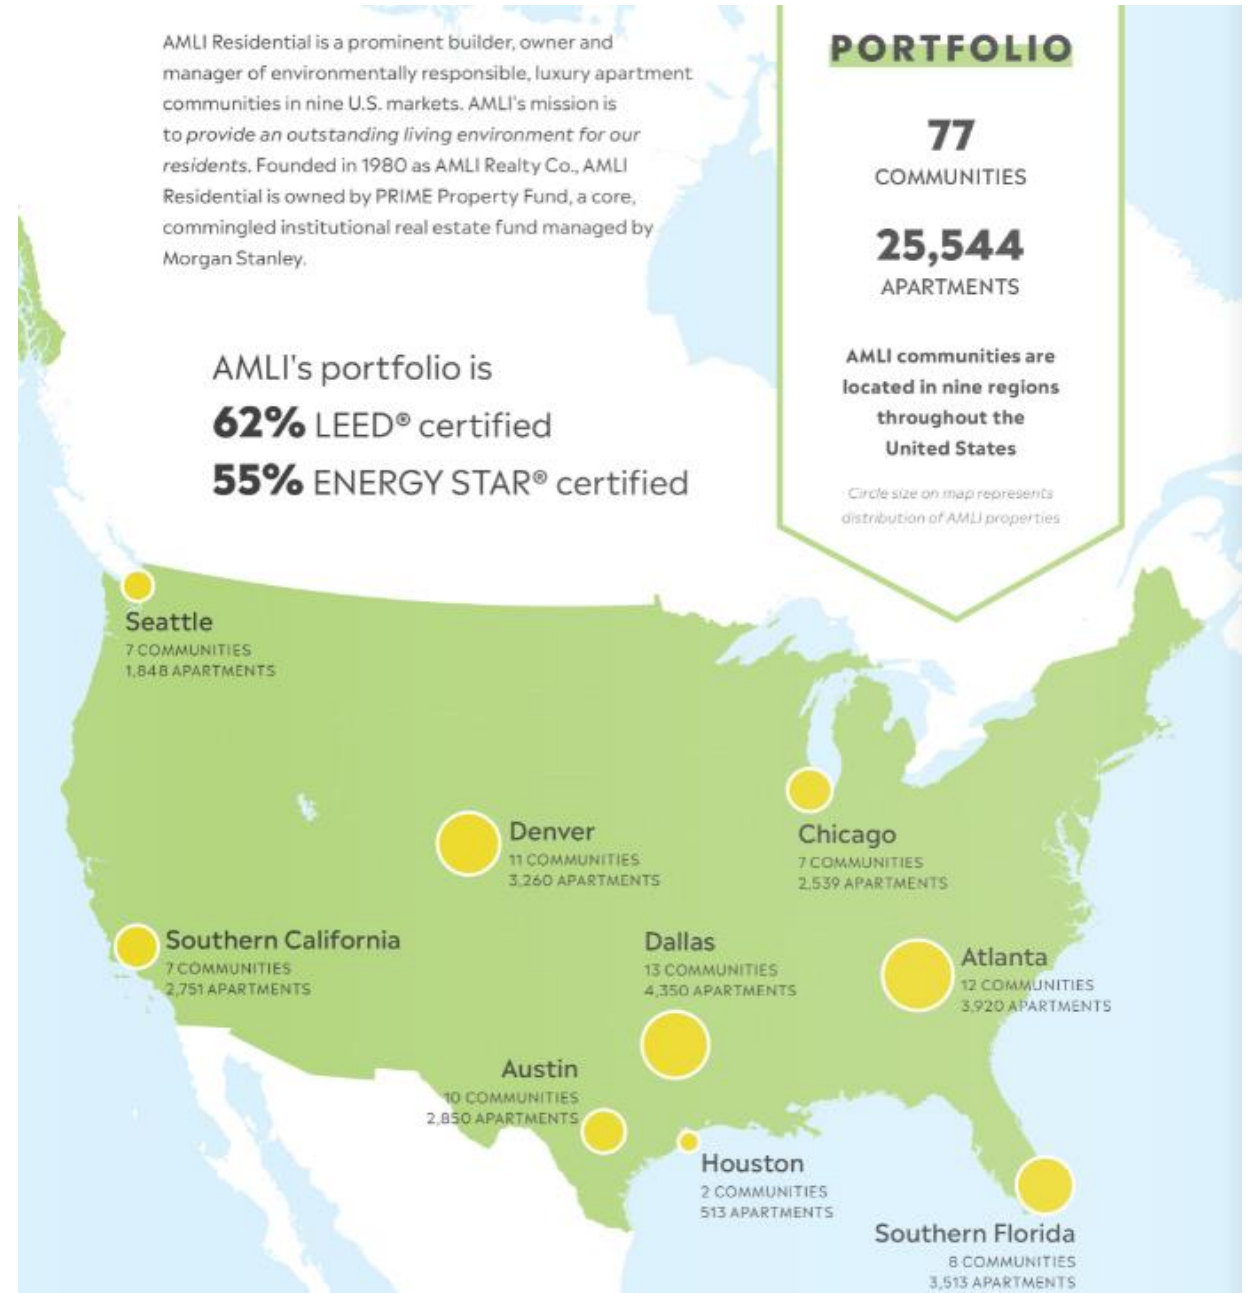 AMLI Residential is a prominent builder, owner and
manager of environmentally responsible, luxury apartment
communities in nine U.S. markets. AMLI's mission is
to provide an outstanding living environment for our
residents. Founded in 1980 as AMLI Realty Co., AMLI
Residential is owned by PRIME Property Fund, a core,
commingled institutional real estate fund managed by
Morgan Stanley.
AMLI's portfolio is
62% LEED® certified
55% ENERGY STAR® certified
PORTFOLIO
77
COMMUNITIES
25,544
APARTMENTS
AMLI communities are
located in nine regions
throughout the
United States
Circle size on map represents
distribution of AMLI properties
Seattle
7 COMMUNITIES
1,848 APARTMENTS
Denver
11 COMMUNITIES
3,260 APARTMENTS
Chicago
7 COMMUNITIES
2,539 APARTMENTS
Southern California
7 COMMUNITIES
2,751 APARTMENTS
Dallas
13 COMMUNITIES
4,350 APARTMENTS
Atlanta
12 COMMUNITIES
3,920 APARTMENTS
Austin
10 COMMUNITIES
2,850 APARTMENTS
Houston
2 COMMUNITIES
513 APARTMENTS
Southern Florida
8 COMMUNITIES
3,513 APARTMENTS